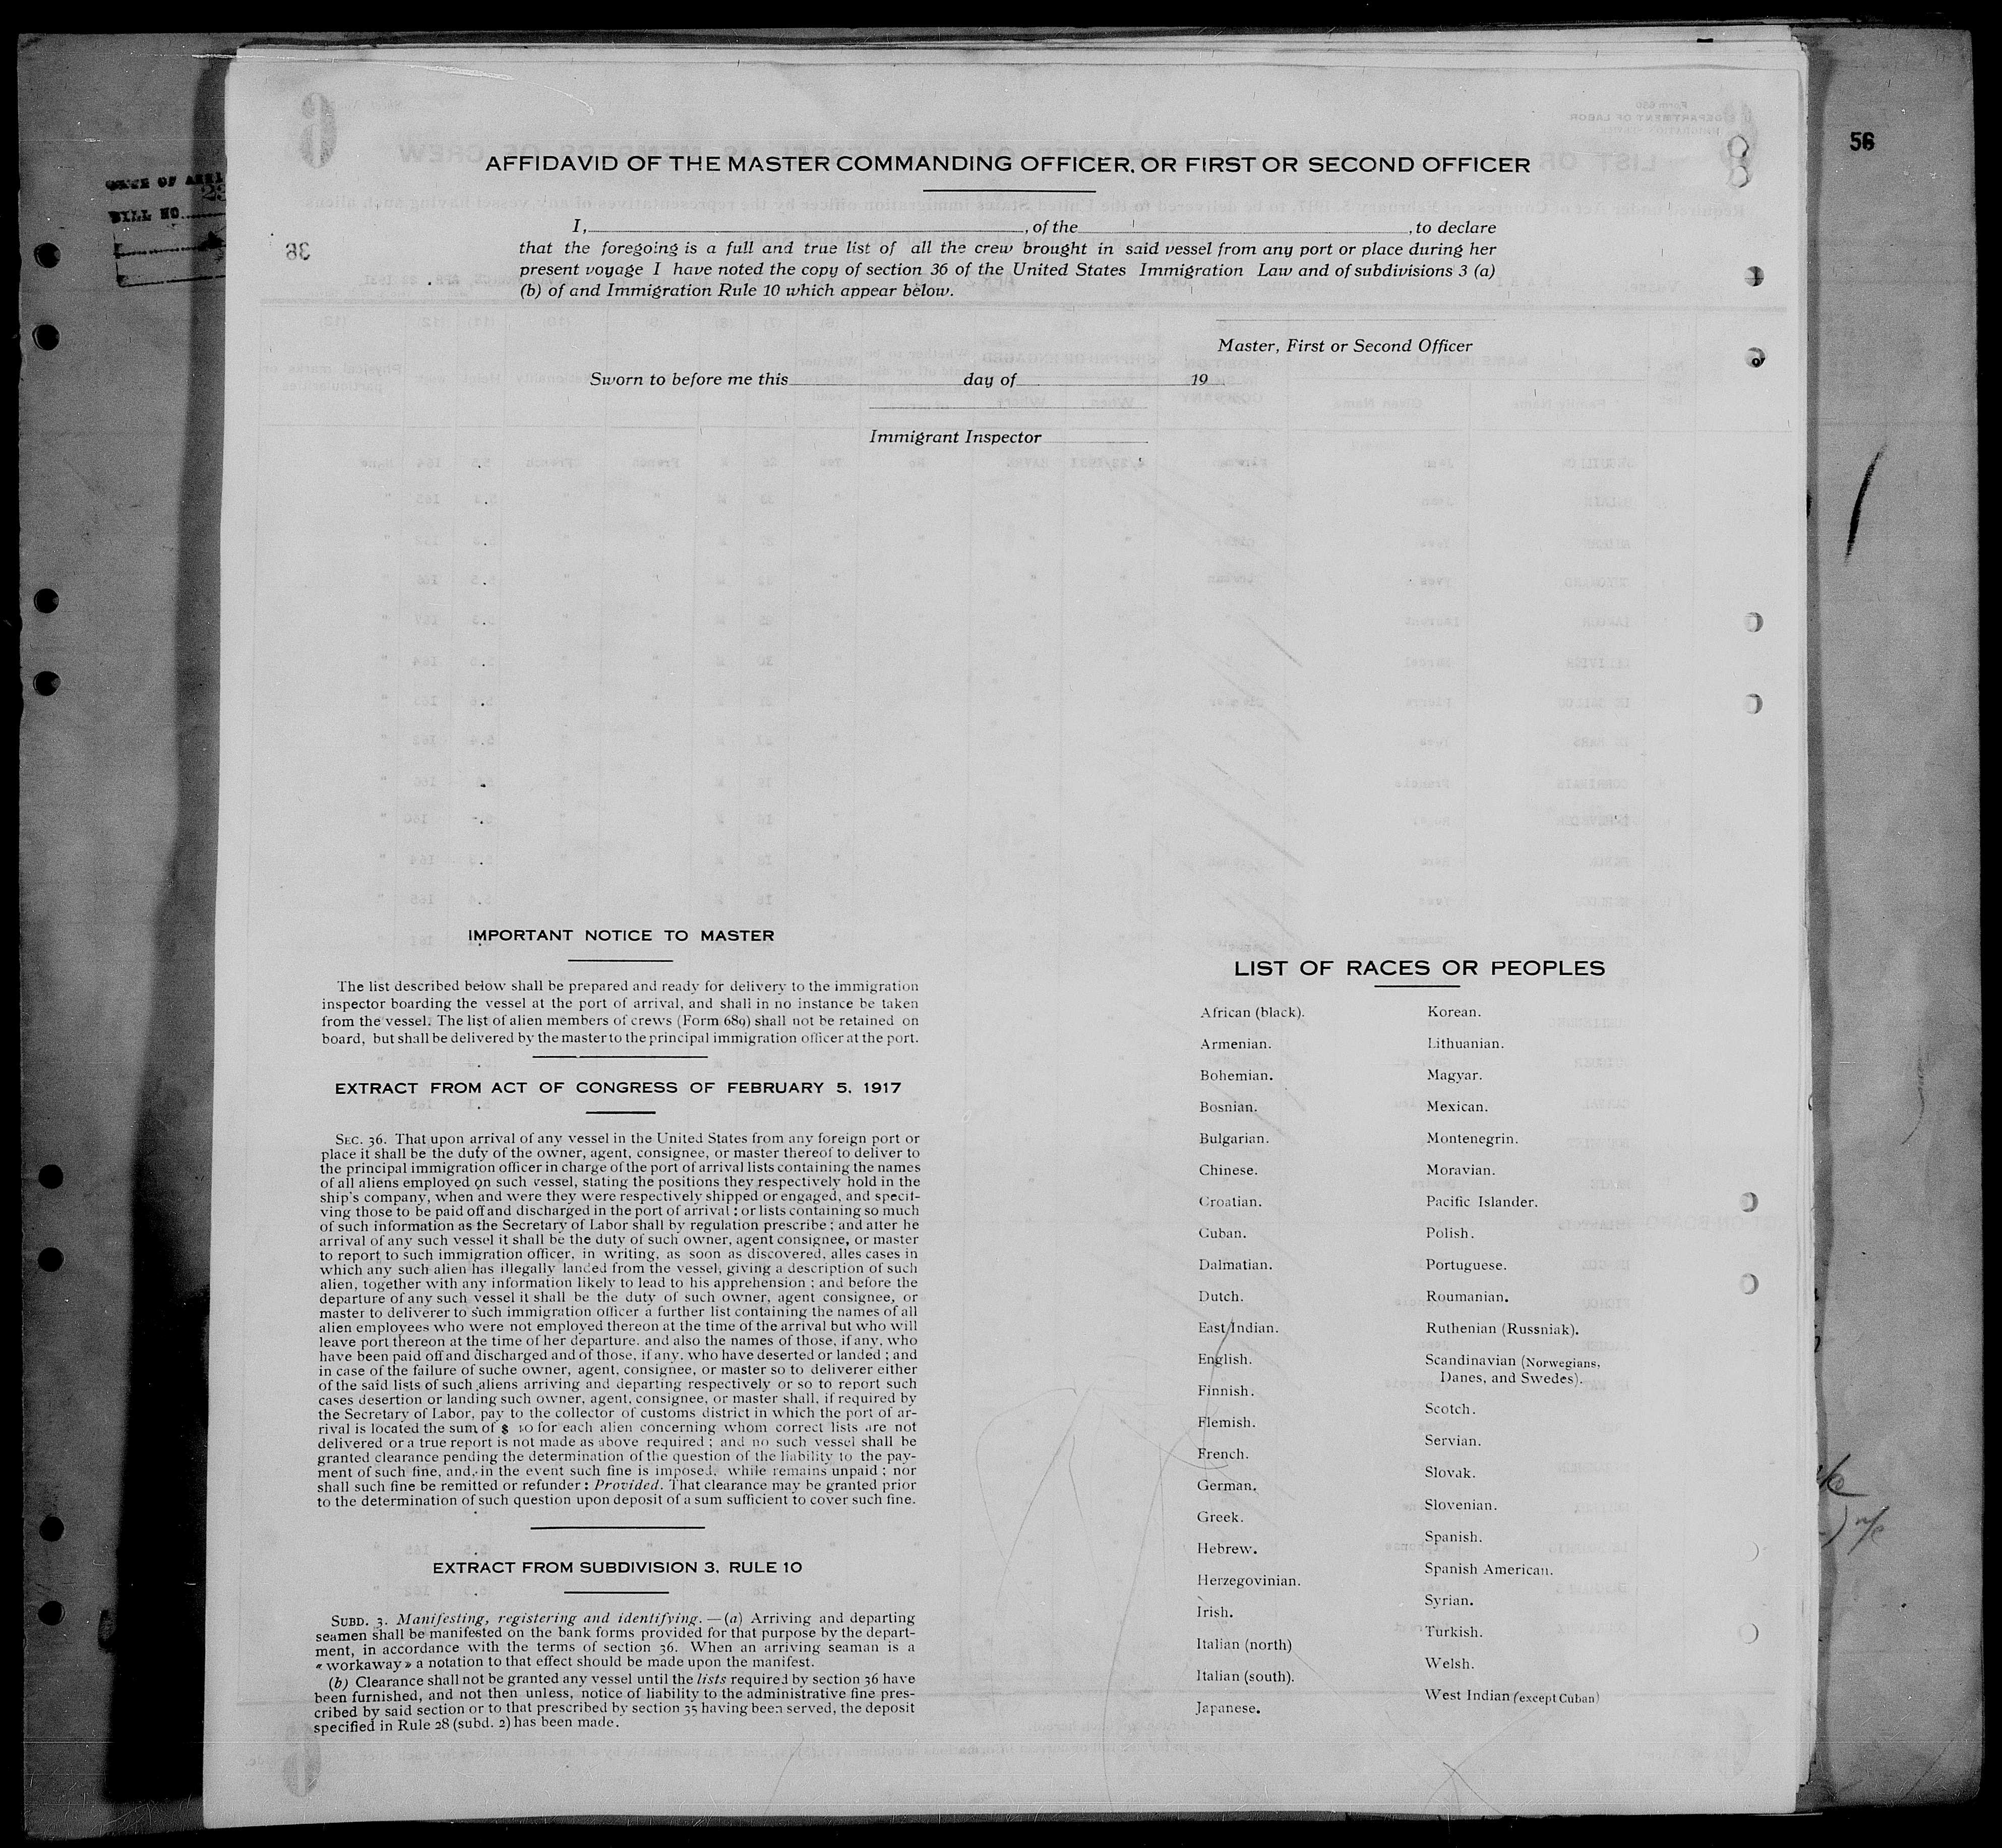 56
AFFIDAVID OF THE MASTER COMMANDING OFFICER, OR FIRST OR SECOND OFFICER
BILL NO.
I, , of the , to declare
that the foregoing is a full and true list of all the crew brought in said vessel from any port or place during her
present voyage I have noted the copy of section 36 of the United States Immigration Law and of subdivisions 3 (a)
(b) of and Immigration Rule 10 which appear below.
Master, First or Second Officer
Sworn to before me this day of 19
Immigrant Inspector
IMPORTANT NOTICE TO MASTER
The list described below shall be prepared and ready for delivery to the immigration
inspector boarding the vessel at the port of arrival, and shall in no instance be taken
from the vessel. The list of alien members of crews (Form 689) shall not be retained on
board, but shall be delivered by the master to the principal immigration officer at the port.
EXTRACT FROM ACT OF CONGRESS OF FEBRUARY 5, 1917
SEC. 36. That upon arrival of any vessel in the United States from any foreign port or
place it shall be the duty of the owner, agent, consignee, or master thereof to deliver to
the principal immigration officer in charge of the port of arrival lists containing the names
of all aliens employed on such vessel, stating the positions they respectively hold in the
ship's company, when and were they were respectively shipped or engaged, and specif-
ving those to be paid off and discharged in the port of arrival : or lists containing so much
of such information as the Secretary of Labor shall by regulation prescribe ; and atter he
arrival of any such vessel it shall be the duty of such owner, agent consignee, or master
to report to such immigration officer, in writing, as soon as discovered, alles cases in
which any such alien has illegally landed from the vessel, giving a description of such
alien, together with any information likely to lead to his apprehension ; and before the
departure of any such vessel it shall be the duty of such owner, agent consignee, or
master to deliverer to such immigration officer a further list containing the names of all
alien employees who were not employed thereon at the time of the arrival but who will
leave port thereon at the time of her departure. and also the names of those, if any, who
have been paid off and discharged and of those, if any, who have deserted or landed ; and
in case of the failure of suche owner, agent, consignee, or master so to deliverer either
of the said lists of such aliens arriving and departing respectively or so to report such
cases desertion or landing such owner, agent, consignee, or master shall, if required by
the Secretary of Labor, pay to the collector of customs district in which the port of ar-
rival is located the sum of $ 10 for each alien concerning whom correct lists are not
delivered or a true report is not made as above required ; and no such vessel shall be
granted clearance pending the determination of the question of the liability to the pay-
ment of such fine, and, in the event such fine is imposed, while remains unpaid ; nor
shall such fine be remitted or refunder : Provided. That clearance may be granted prior
to the determination of such question upon deposit of a sum sufficient to cover such fine.
EXTRACT FROM SUBDIVISION 3, RULE 10
SUBD. 3. Manifesting, registering and identifying. — (a) Arriving and departing
seamen shall be manifested on the bank forms provided for that purpose by the depart-
ment, in accordance with the terms of section 36. When an arriving seaman is a
« workaway » a notation to that effect should be made upon the manifest.
(b) Clearance shall not be granted any vessel until the lists required by section 36 have
been furnished, and not then unless, notice of liability to the administrative fine pres-
cribed by said section or to that prescribed by section 35 having been served, the deposit
specified in Rule 28 (subd. 2) has been made.
LIST OF RACES OR PEOPLES
African (black).
Armenian.
Bohemian.
Bosnian.
Bulgarian.
Chinese.
Croatian.
Cuban.
Dalmatian.
Dutch.
East Indian.
English.
Finnish.
Flemish.
French.
German.
Greek.
Hebrew.
Herzegovinian.
Irish.
Italian (north)
Italian (south).
Japanese.
Korean.
Lithuanian.
Magyar.
Mexican.
Montenegrin.
Moravian.
Pacific Islander.
Polish.
Portuguese.
Roumanian.
Ruthenian (Russniak).
Scandinavian (Norwegians,
Danes, and Swedes).
Scotch.
Servian.
Slovak.
Slovenian.
Spanish.
Spanish American.
Syrian.
Turkish.
Welsh.
West Indian (except Cuban)